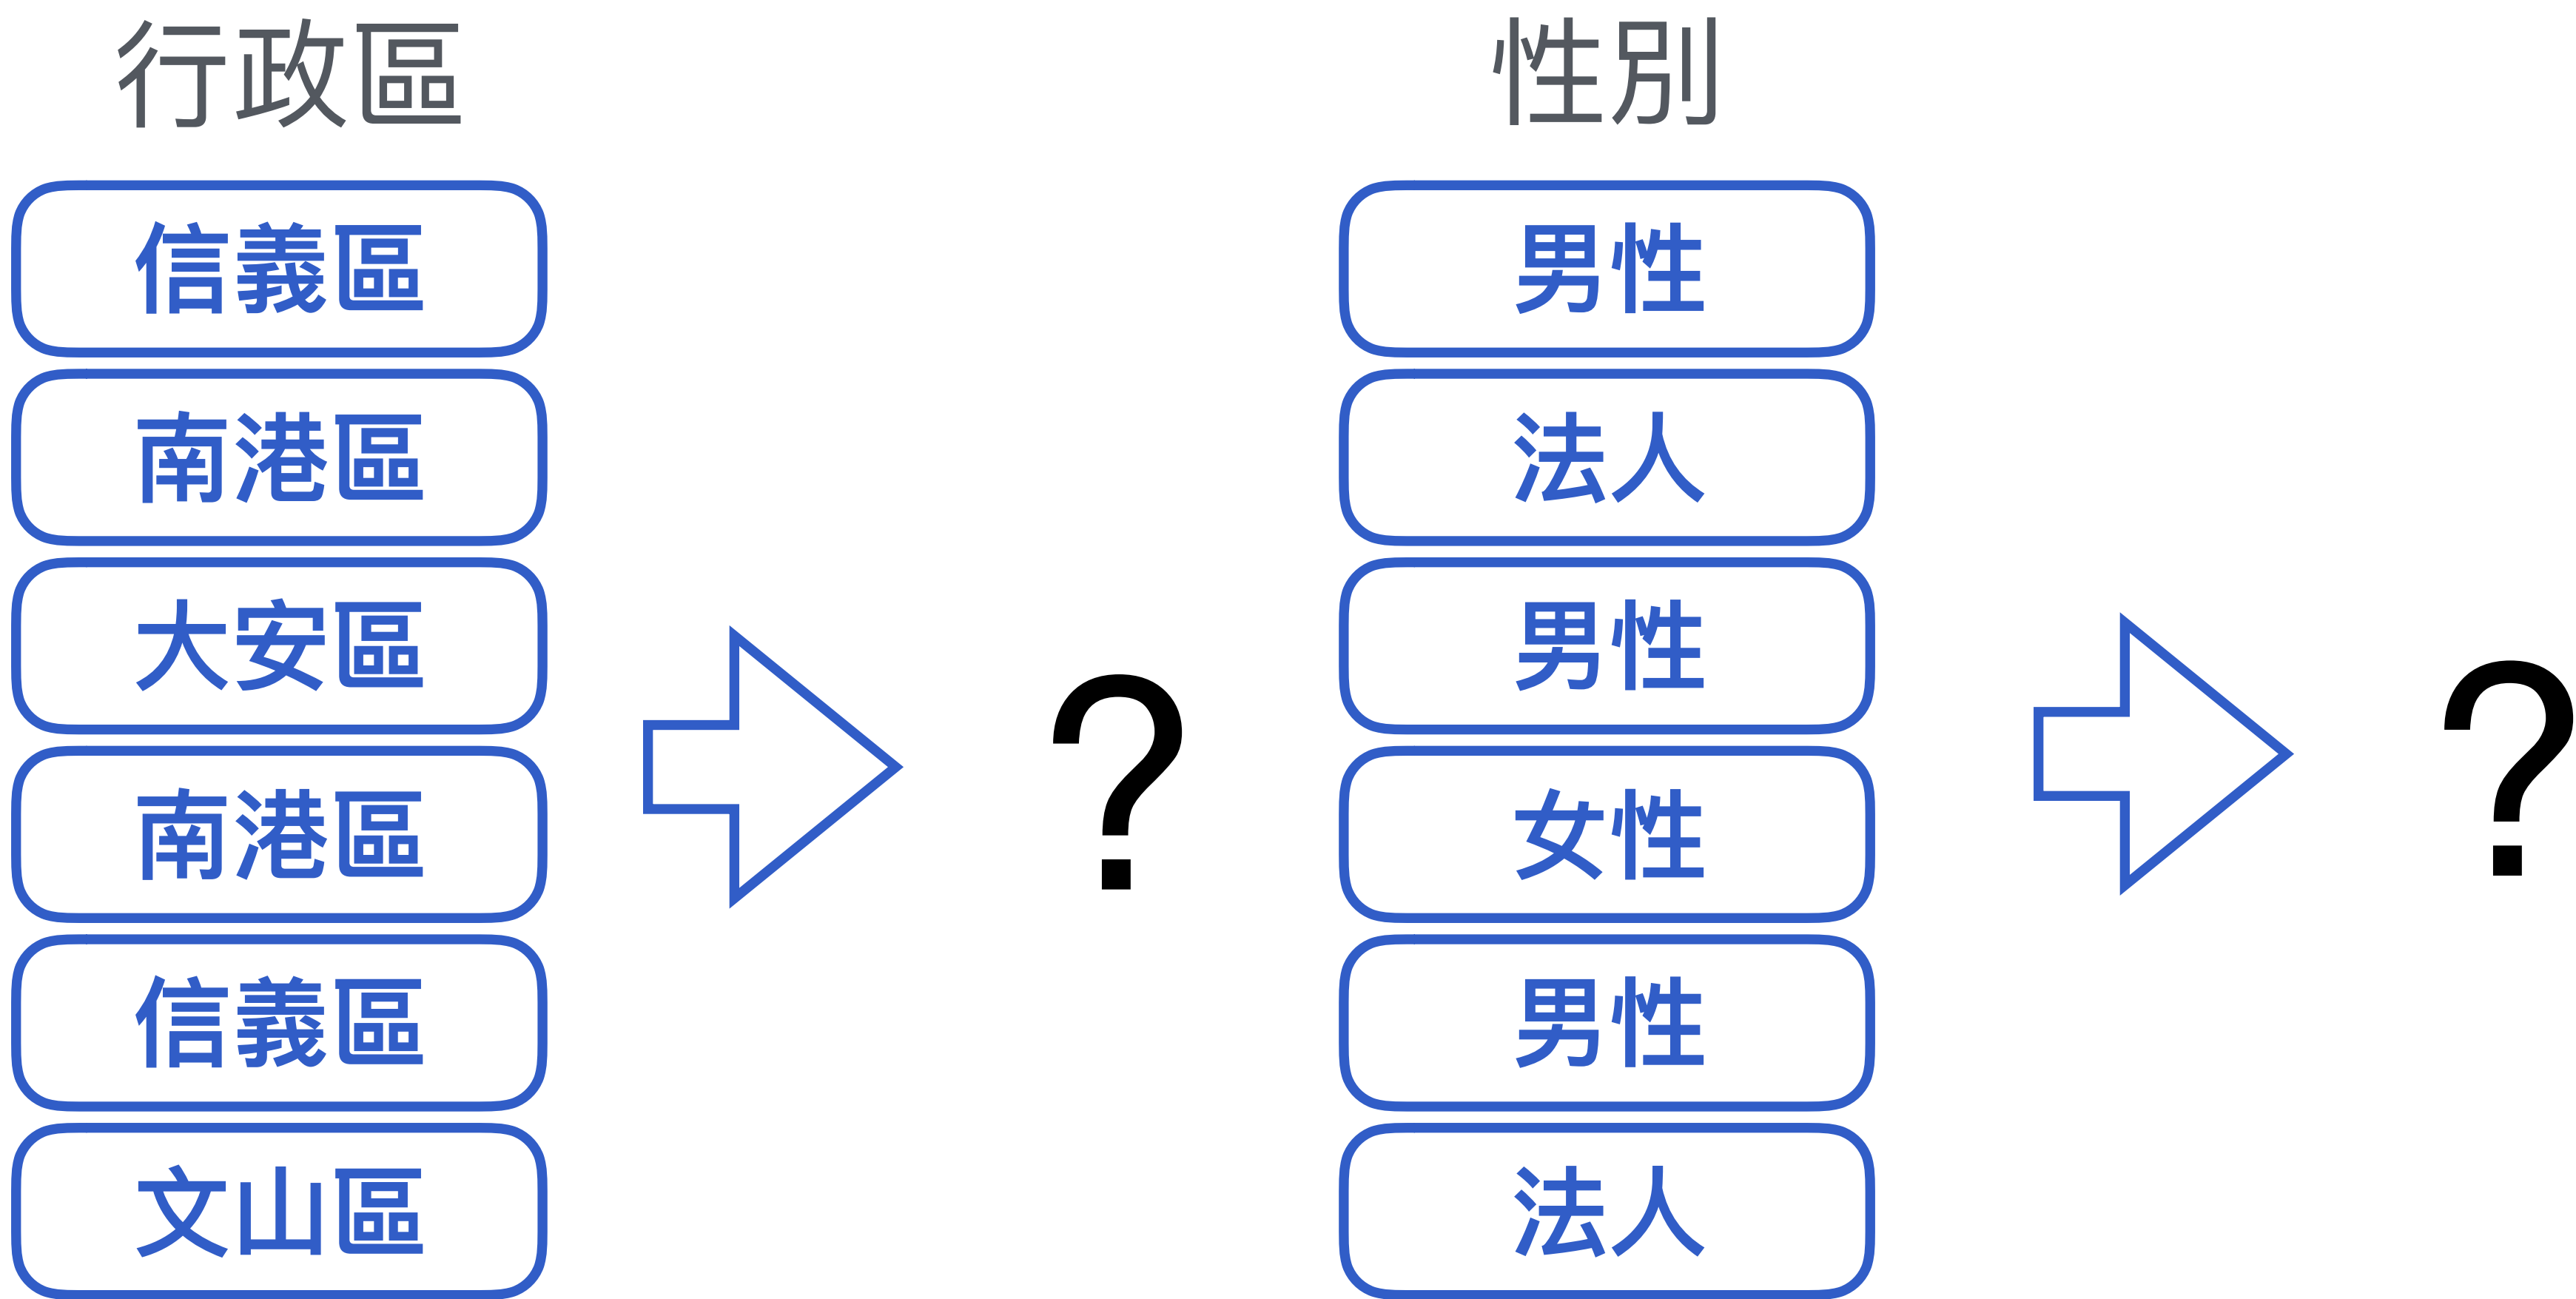 行政區
信義區
南港區
大安區
南港區
信義區
文山區
?
性別
男性
法人
男性
女性
男性
法人
?